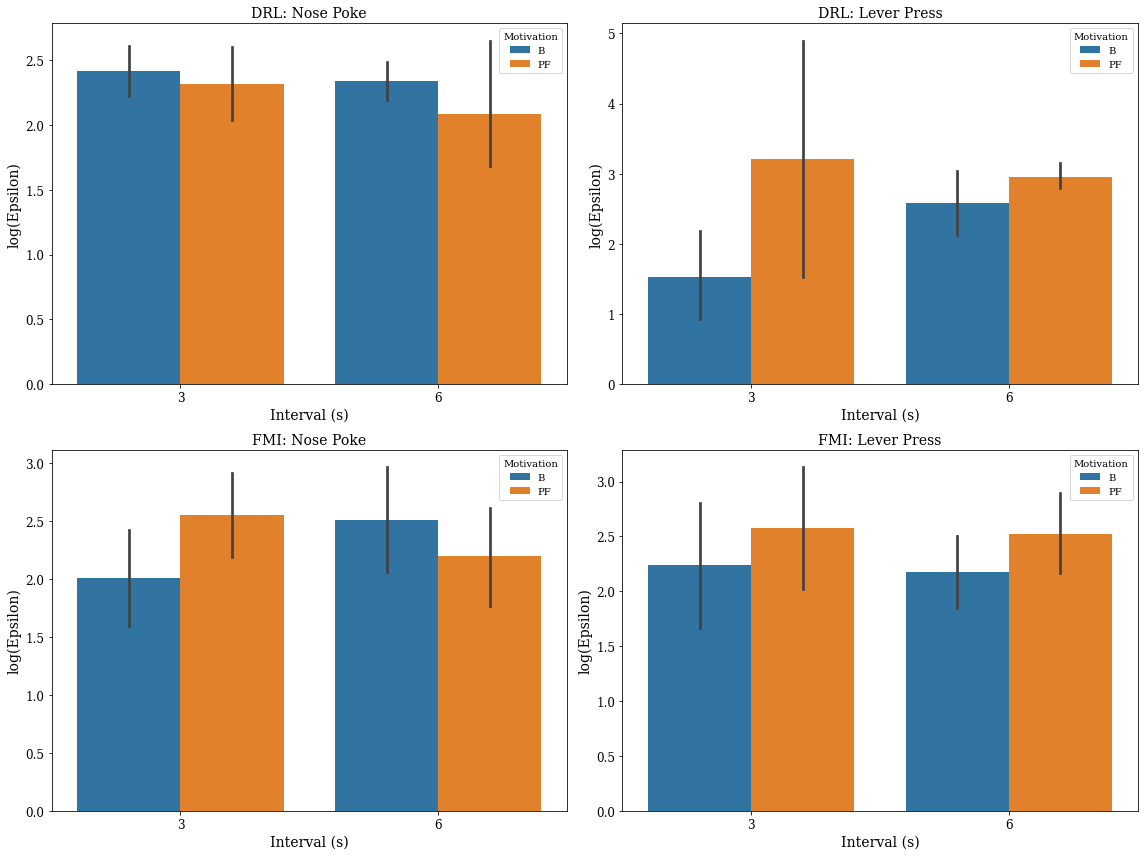 DRL: Nose Poke
log(Epsilon)
2.5
2.0
1.5
1.0
0.5
0.0
3
6
Interval (s)
Motivation
B
PF
DRL: Lever Press
log(Epsilon)
5
4
3
2
1
0
3
6
Interval (s)
Motivation
B
PF
FMI: Nose Poke
log(Epsilon)
3.0
2.5
2.0
1.5
1.0
0.5
0.0
3
6
Interval (s)
Motivation
B
PF
FMI: Lever Press
log(Epsilon)
3.0
2.5
2.0
1.5
1.0
0.5
0.0
3
6
Interval (s)
Motivation
B
PF